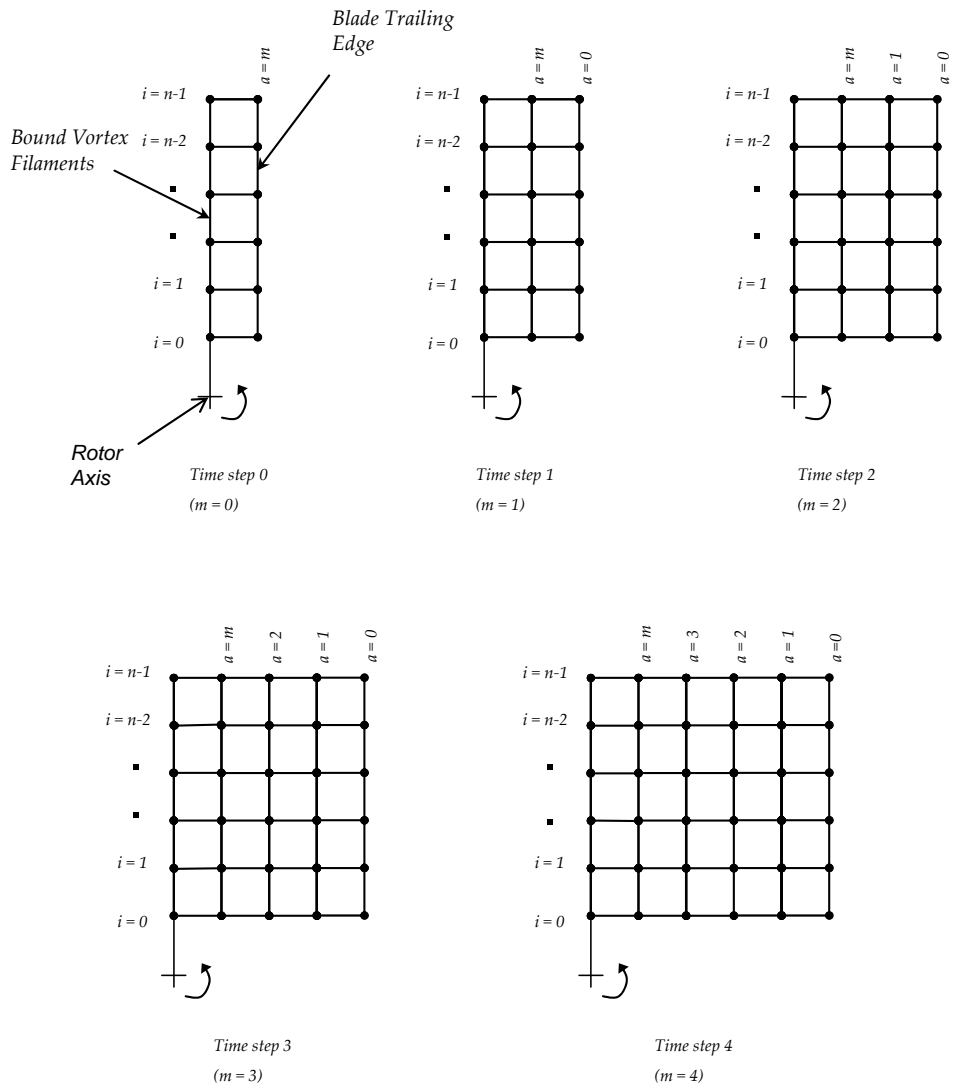 Blade Trailing
Edge
a = m
i = n-1
Bound Vortex
Filaments
i = n-2
i = 1
i = 0
Rotor
Axis
Time step 0
(m = 0)
a = m
a = 0
i = n-1
i = n-2
i = 1
i = 0
Time step 1
(m = 1)
a = m
a = 1
a = 0
i = n-1
i = n-2
i = 1
i = 0
Time step 2
(m = 2)
a = m
a = 2
a = 1
a = 0
i = n-1
i = n-2
i = 1
i = 0
Time step 3
(m = 3)
a = m
a = 3
a = 2
a = 1
a=0
i = n-1
i = n-2
i = 1
i = 0
Time step 4
(m = 4)